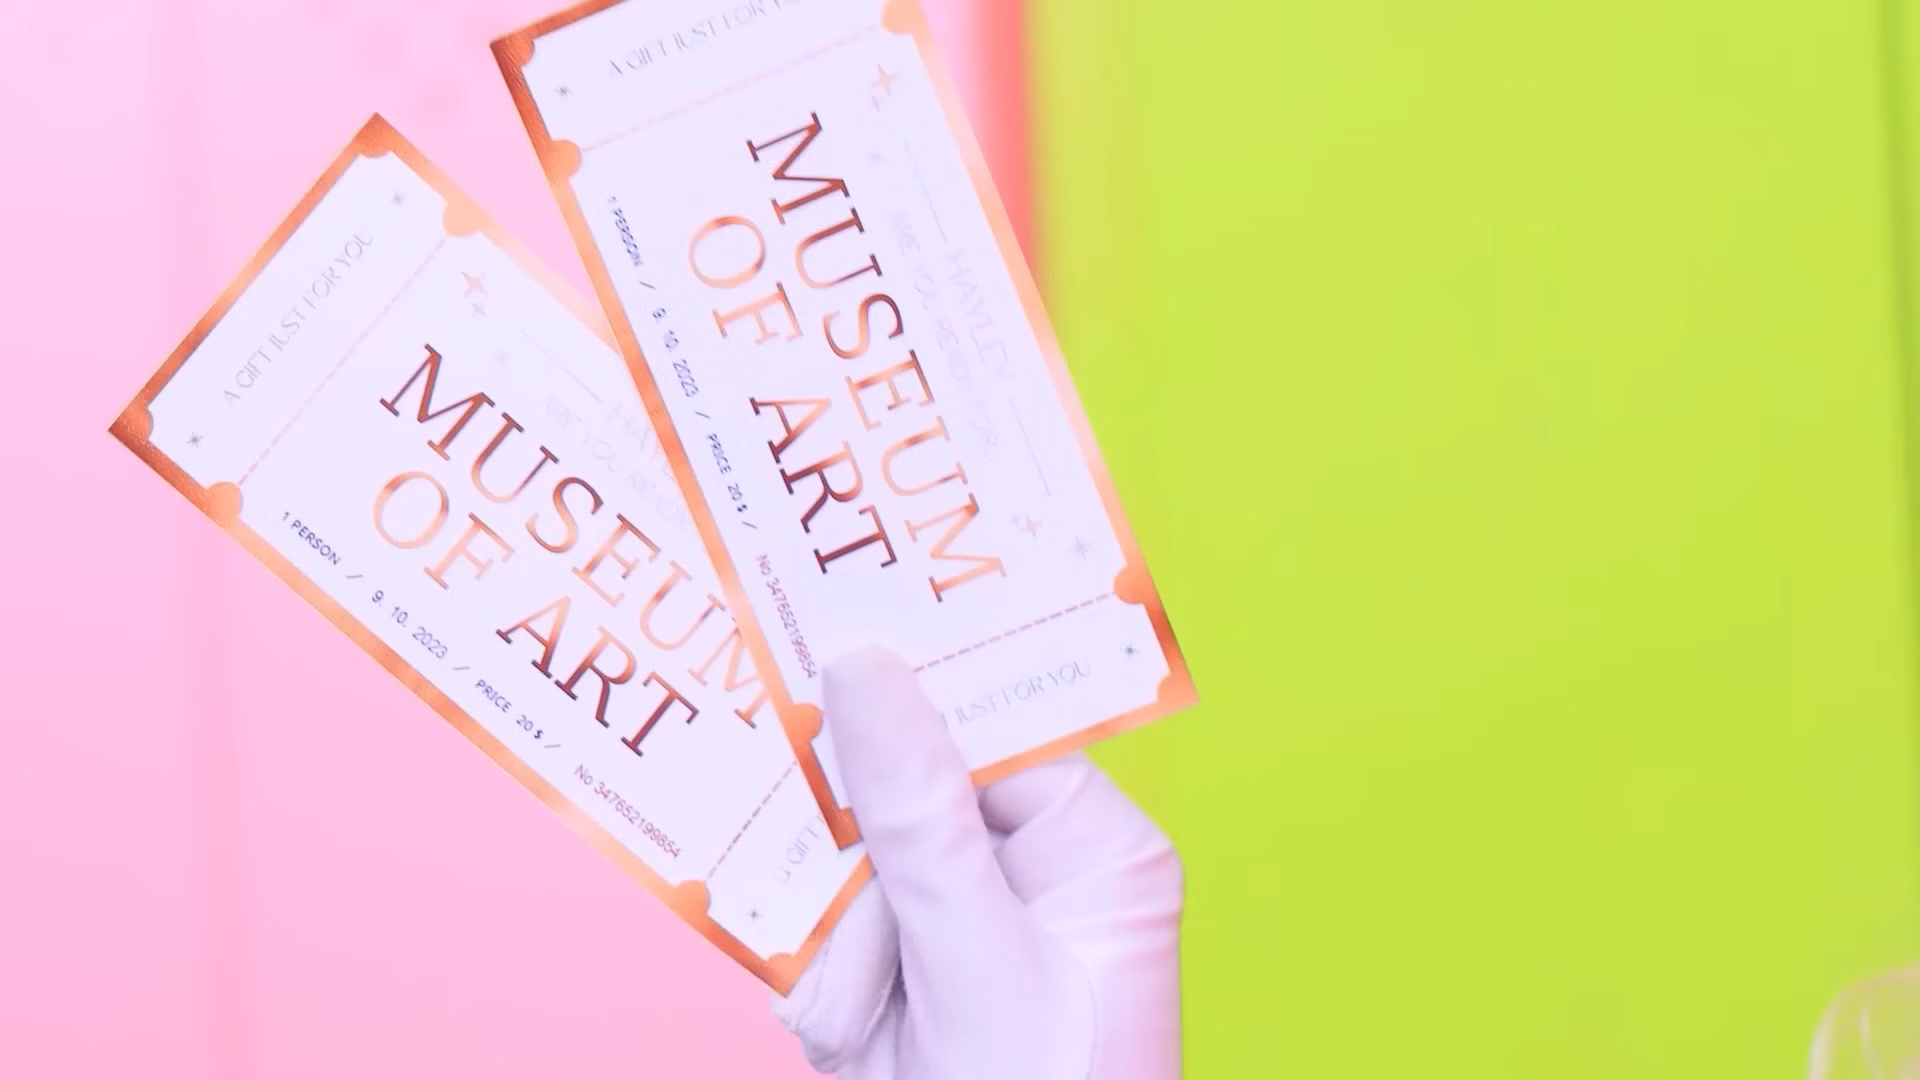 A GIFT JUST FOR YOU
HAYLEY
ARE YOU READY FOR
MUSEUM
OF ART
1 PERSON / 9. 10. 2023 / PRICE 20 $ / No 347652199854
GIFT
A GIFT JUST FOR
HAYLEY
ARE YOU READY FOR
MUSEUM
OF ART
1 PERSON / 9. 10. 2023 / PRICE 20 $ / No 347652199854
JUST FOR YOU